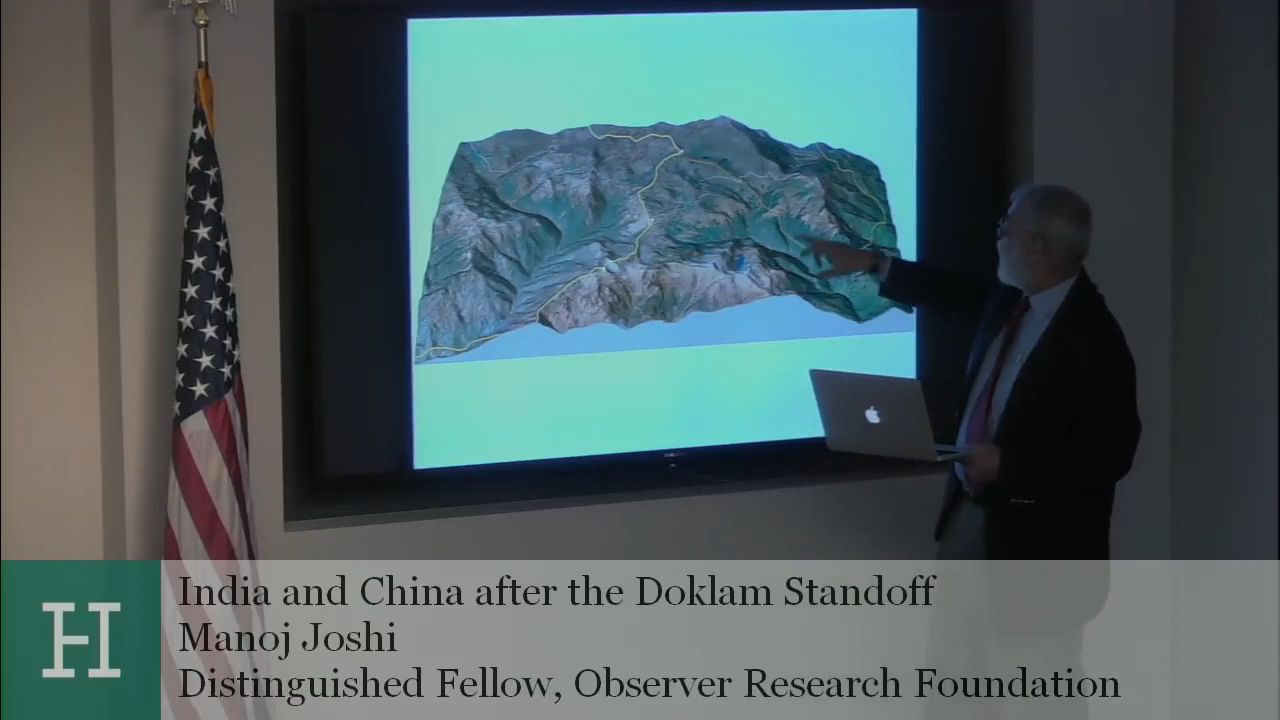 India and China after the Doklam Standoff
H
Manoj Joshi
Distinguished Fellow, Observer Research Foundation